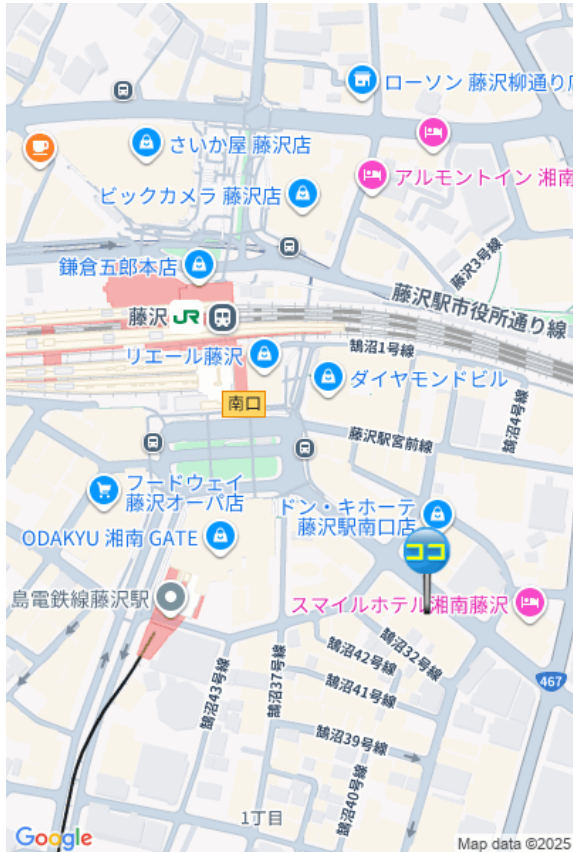 ローソン 藤沢柳通り店
さいか屋 藤沢店
アルモントイン 湘南
ビックカメラ 藤沢店
藤沢3号線
鎌倉五郎本店
藤沢駅市役所通り線
藤沢 JR
リエール藤沢
鵠沼1号線
ダイヤモンドビル
南口
鵠沼4号線
藤沢駅宮前線
フードウェイ
藤沢オーパ店
ドン・キホーテ
藤沢駅南口店
ODAKYU 湘南 GATE
ココ
島電鉄線藤沢駅
スマイルホテル湘南藤沢
鵠沼32号線
鵠沼42号線
鵠沼43号線
鵠沼37号線
鵠沼41号線
467
鵠沼39号線
鵠沼40号線
1丁目
Google
Map data ©2025